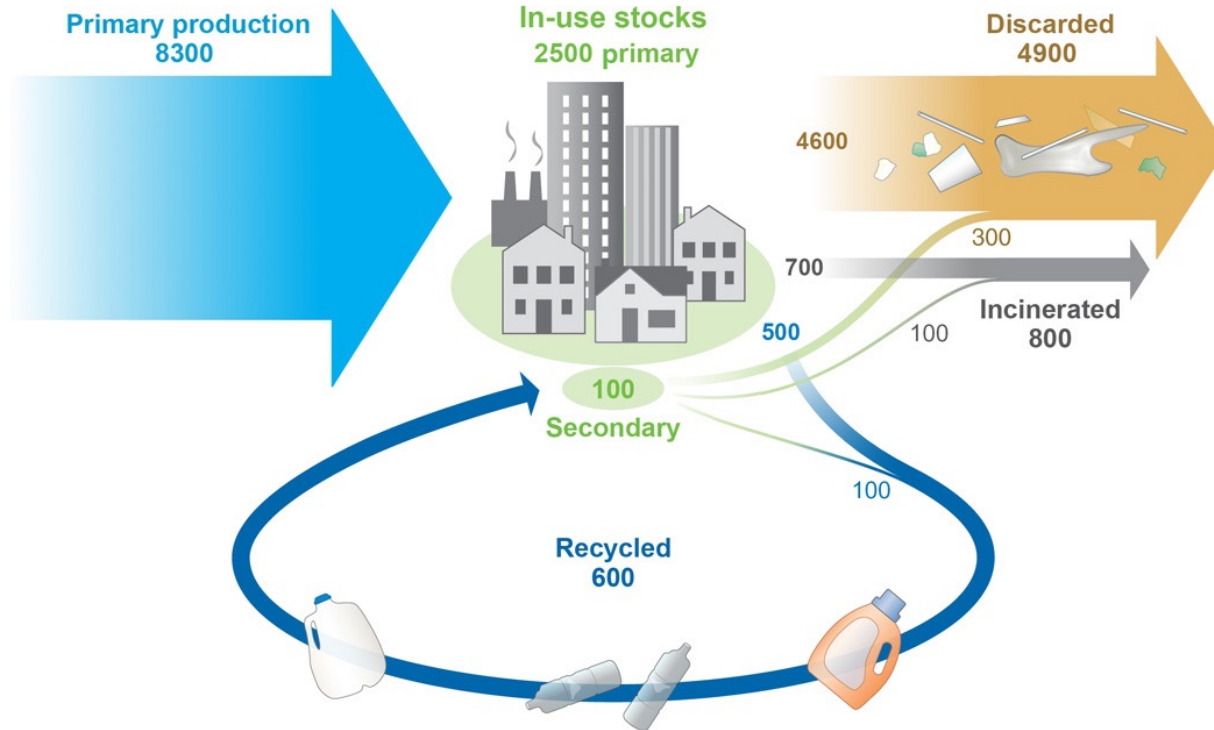 Primary production
8300
In-use stocks
2500 primary
Discarded
4900
4600
300
700
Incinerated
800
500
100
100
Secondary
100
Recycled
600